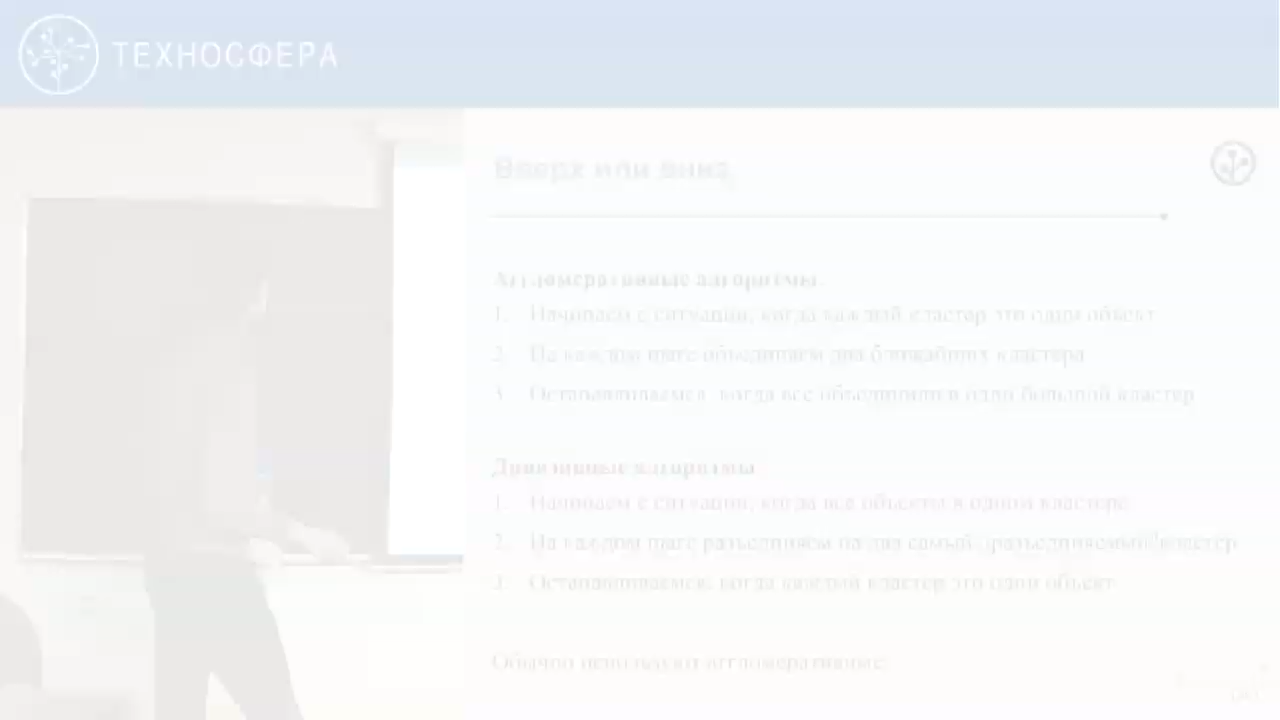 ТЕХНОСФЕРА
Вверх или вниз
Аггломеративные алгоритмы
1. Начинаем с ситуации, когда каждый кластер это один объект
2. На каждом шаге объединяем два ближайших кластера
3. Останавливаемся, когда все объединили в один большой кластер
Дивизивные алгоритмы
1. Начинаем с ситуации, когда все объекты в одном кластере
2. На каждом шаге разъединяем на два самый "разъединяемый" кластер
3. Останавливаемся, когда каждый кластер это один объект
Обычно используют аггломеративные